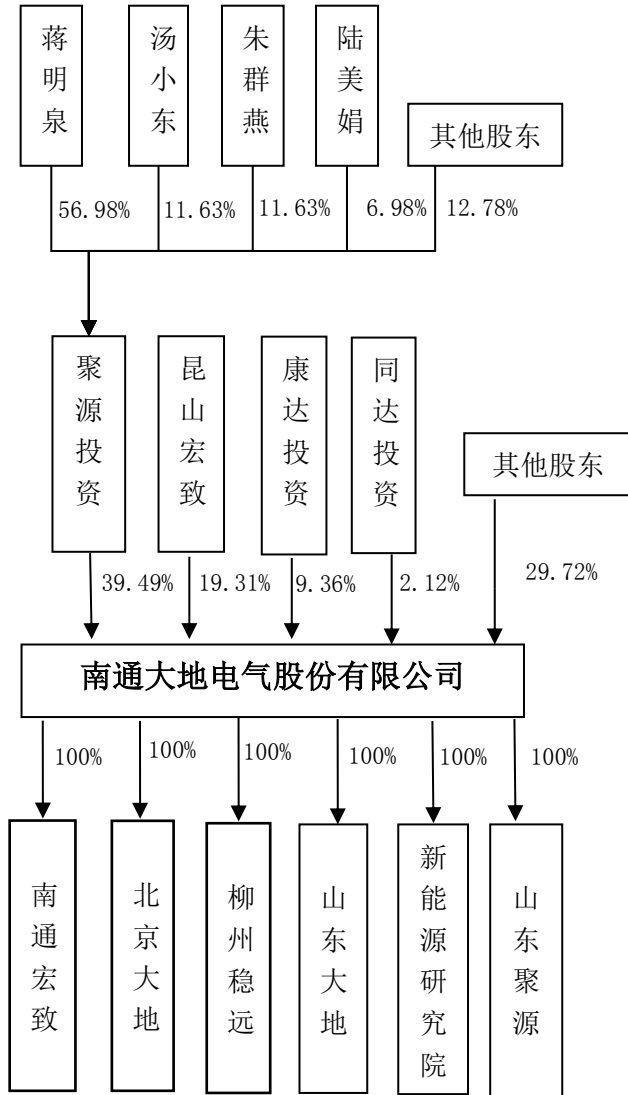 蒋明泉
汤小东
朱群燕
陆美娟
其他股东
56.98%
11.63%
11.63%
6.98%
12.78%
聚源投资
昆山宏致
康达投资
同达投资
其他股东
39.49%
19.31%
9.36%
2.12%
29.72%
南通大地电气股份有限公司
100%
100%
100%
100%
100%
100%
南通宏致
北京大地
柳州稳远
山东大地
新能源研究院
山东聚源